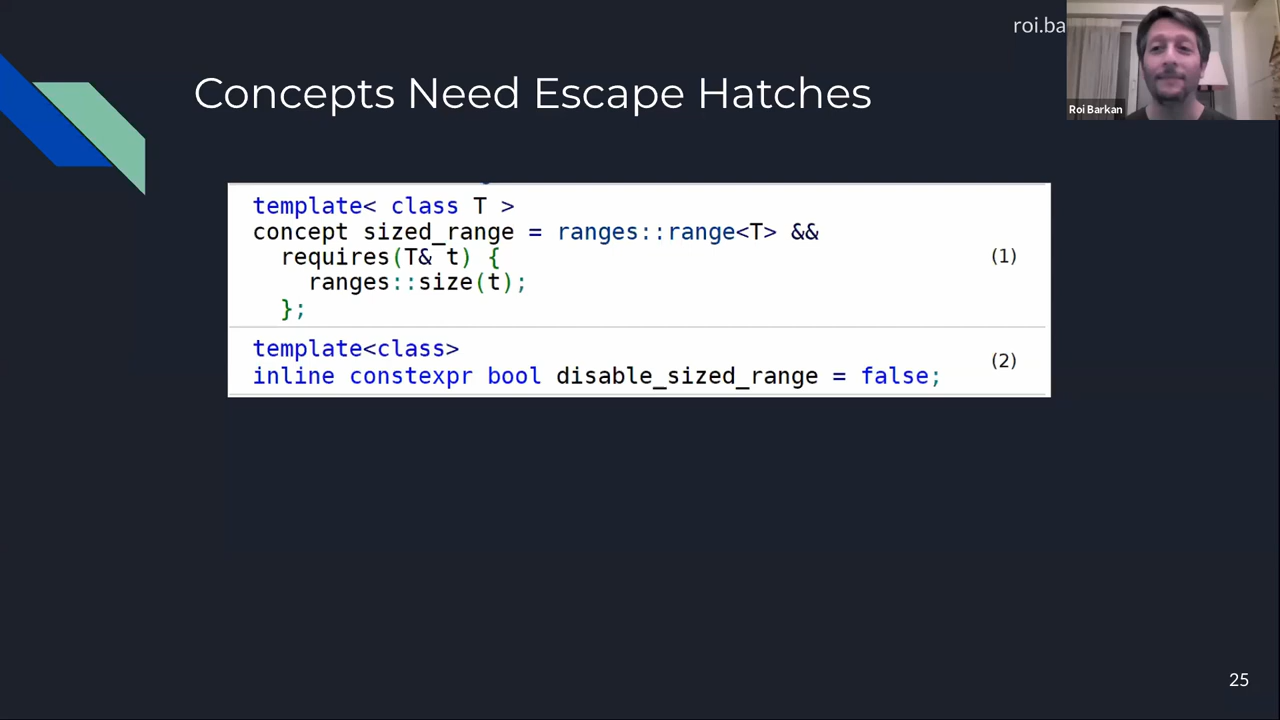 roi.ba
Roi Barkan
Concepts Need Escape Hatches
template< class T >
concept sized_range = ranges::range<T> &&
requires(T& t) {
ranges::size(t);
};
(1)
template<class>
inline constexpr bool disable_sized_range = false;
(2)
25